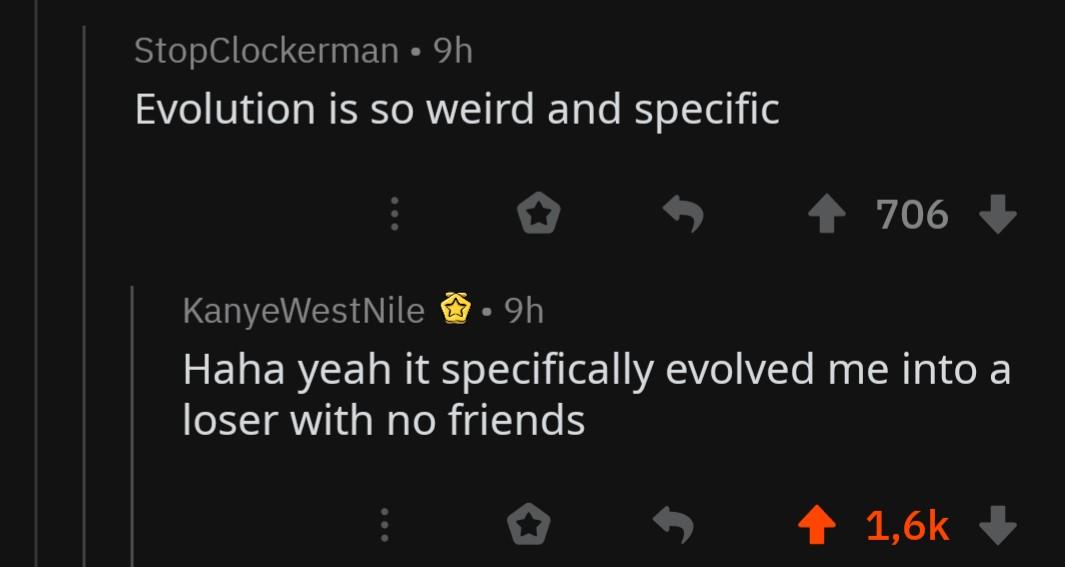 StopClockerman • 9h
Evolution is so weird and specific
706
KanyeWestNile • 9h
Haha yeah it specifically evolved me into a
loser with no friends
1,6k